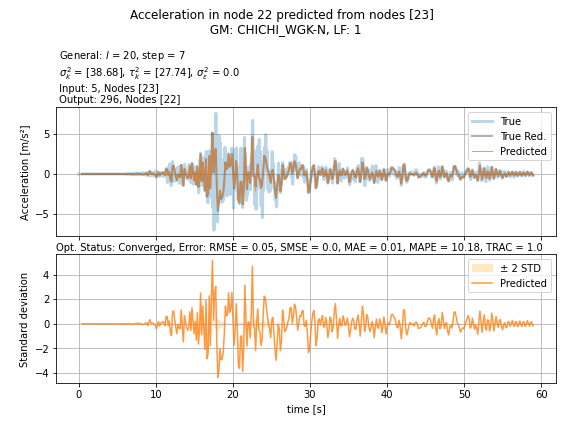 Acceleration in node 22 predicted from nodes [23]
GM: CHICHI_WGK-N, LF: 1
General: l = 20, step = 7
σ²ₖ = [38.68], τ²ₖ = [27.74], σ²ε = 0.0
Input: 5, Nodes [23]
Output: 296, Nodes [22]
Acceleration [m/s²]
5
0
−5
True
True Red.
Predicted
Opt. Status: Converged, Error: RMSE = 0.05, SMSE = 0.0, MAE = 0.01, MAPE = 10.18, TRAC = 1.0
Standard deviation
4
2
0
−2
−4
± 2 STD
Predicted
0 10 20 30 40 50 60
time [s]